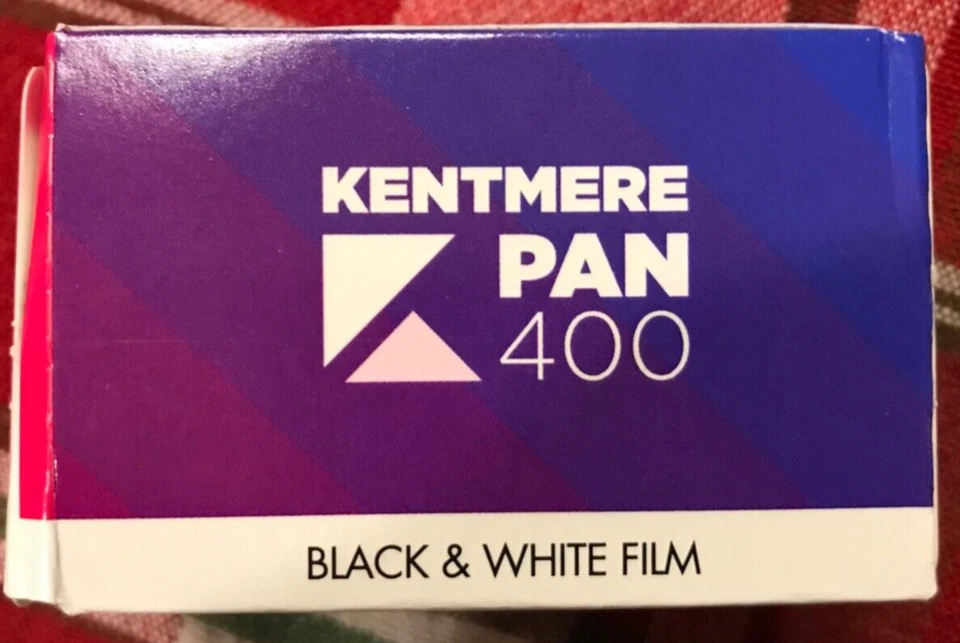 KENTMERE
PAN
400
BLACK & WHITE FILM